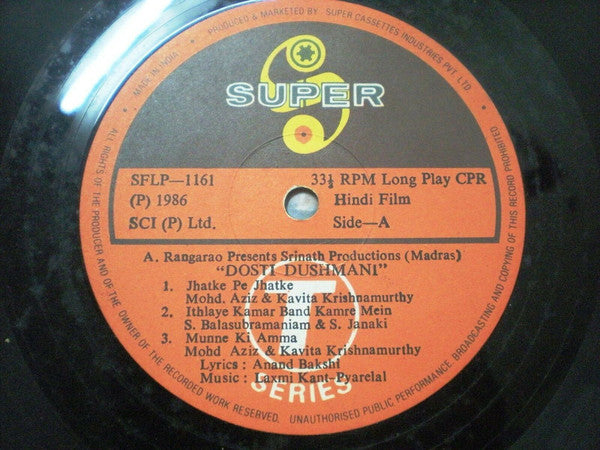 PRODUCED & MARKETED BY - SUPER CASSETTES INDUSTRIES PVT. LTD.
MADE IN INDIA
SUPER
SFLP—1161
33⅓ RPM Long Play CPR
(P) 1986
Hindi Film
SCI (P) Ltd.
Side—A
A. Rangarao Presents Srinath Productions (Madras)
"DOSTI DUSHMANI"
1. Jhatke Pe Jhatke
Mohd. Aziz & Kavita Krishnamurthy
2. Ithlaye Kamar Band Kamre Mein
S. Balasubramaniam & S. Janaki
3. Munne Ki Amma
Mohd Aziz & Kavita Krishnamurthy
Lyrics : Anand Bakshi
Music : Laxmi Kant-Pyarelal
T
SERIES
ALL RIGHTS OF THE PRODUCER AND OF THE OWNER OF THE RECORDED WORK RESERVED. UNAUTHORISED PUBLIC PERFORMANCE BROADCASTING AND COPYING OF THIS RECORD PROHIBITED